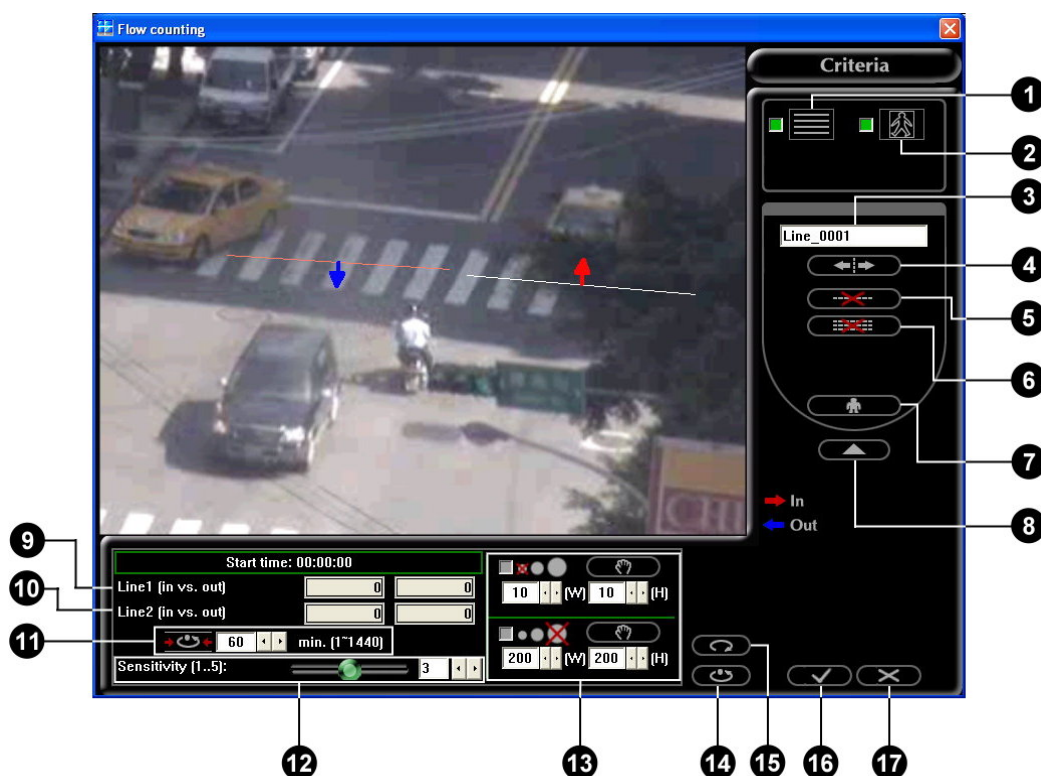 Flow counting
Criteria
1
2
3
Line_0001
4
5
6
7
8
In
Out
9
Start time: 00:00:00
Line1 (in vs. out) 0 0
10
Line2 (in vs. out) 0 0
11
60 min. (1~1440)
Sensitivity (1..5): 3
10 (W) 10 (H)
200 (W) 200 (H)
12
13
14
15
16
17